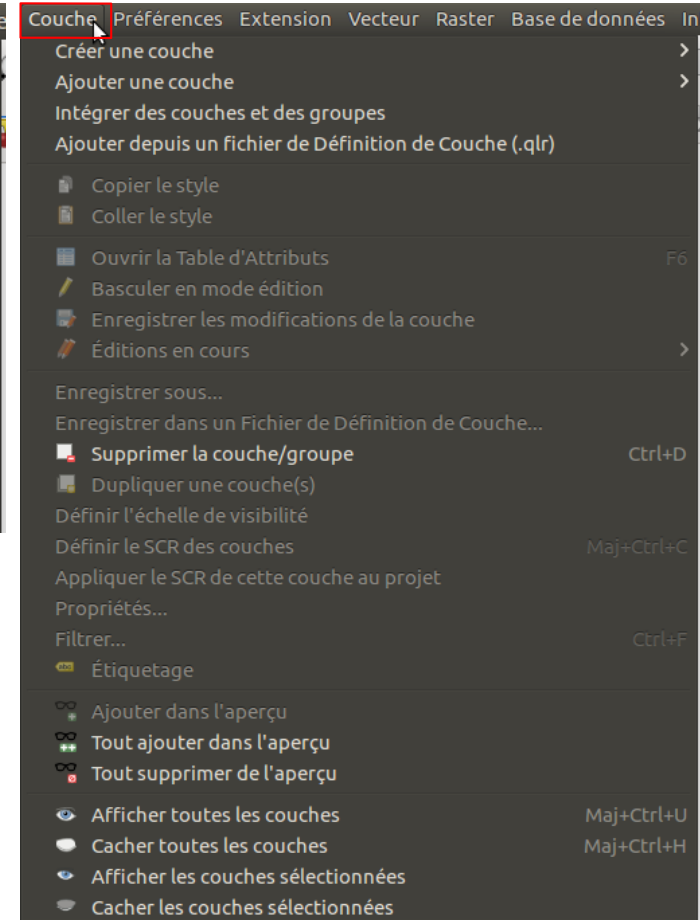 Couche Préférences Extension Vecteur Raster Base de données In
Créer une couche
Ajouter une couche
Intégrer des couches et des groupes
Ajouter depuis un fichier de Définition de Couche (.qlr)
Copier le style
Coller le style
Ouvrir la Table d'Attributs F6
Basculer en mode édition
Enregistrer les modifications de la couche
Éditions en cours
Enregistrer sous...
Enregistrer dans un Fichier de Définition de Couche...
Supprimer la couche/groupe Ctrl+D
Dupliquer une couche(s)
Définir l'échelle de visibilité
Définir le SCR des couches Maj+Ctrl+C
Appliquer le SCR de cette couche au projet
Propriétés...
Filtrer... Ctrl+F
Étiquetage
Ajouter dans l'aperçu
Tout ajouter dans l'aperçu
Tout supprimer de l'aperçu
Afficher toutes les couches Maj+Ctrl+U
Cacher toutes les couches Maj+Ctrl+H
Afficher les couches sélectionnées
Cacher les couches sélectionnées